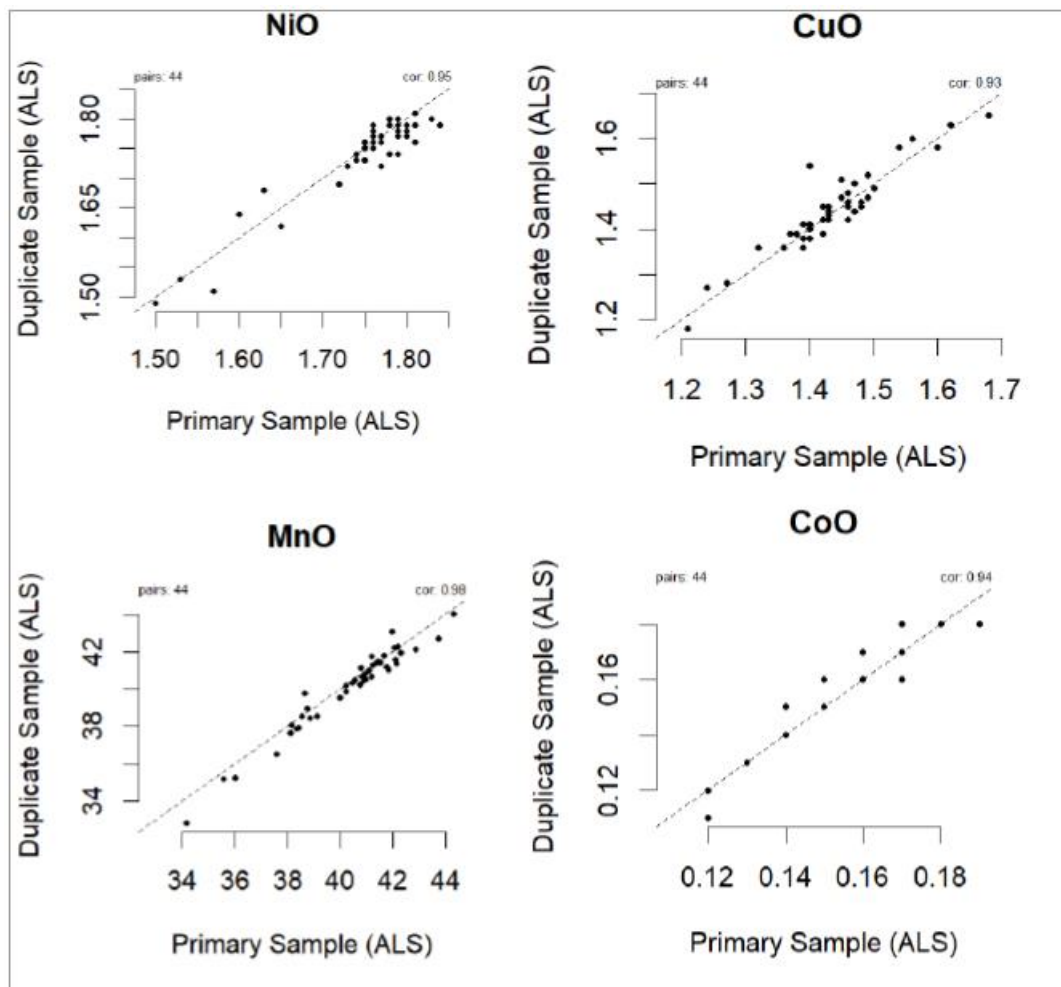 NiO
pairs: 44
cor: 0.95
Duplicate Sample (ALS)
1.80
1.65
1.50
1.50
1.60
1.70
1.80
Primary Sample (ALS)
CuO
pairs: 44
cor: 0.93
Duplicate Sample (ALS)
1.6
1.4
1.2
1.2
1.3
1.4
1.5
1.6
1.7
Primary Sample (ALS)
MnO
pairs: 44
cor: 0.98
Duplicate Sample (ALS)
42
38
34
34
36
38
40
42
44
Primary Sample (ALS)
CoO
pairs: 44
cor: 0.94
Duplicate Sample (ALS)
0.16
0.12
0.12
0.14
0.16
0.18
Primary Sample (ALS)